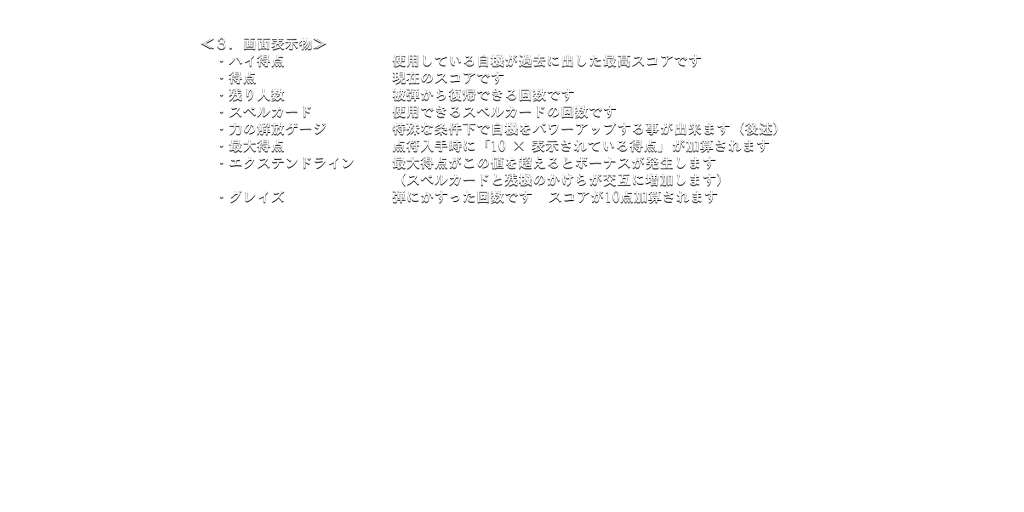 ＜３．画面表示物＞
・ハイ得点　使用している自機が過去に出した最高スコアです
・得点　現在のスコアです
・残り人数　被弾から復帰できる回数です
・スペルカード　使用できるスペルカードの回数です
・力の解放ゲージ　特殊な条件下で自機をパワーアップする事が出来ます（後述）
・最大得点　点符入手時に「10 × 表示されている得点」が加算されます
・エクステンドライン　最大得点がこの値を超えるとボーナスが発生します
（スペルカードと残機のかけらが交互に増加します）
・グレイズ　弾にかすった回数です　スコアが10点加算されます